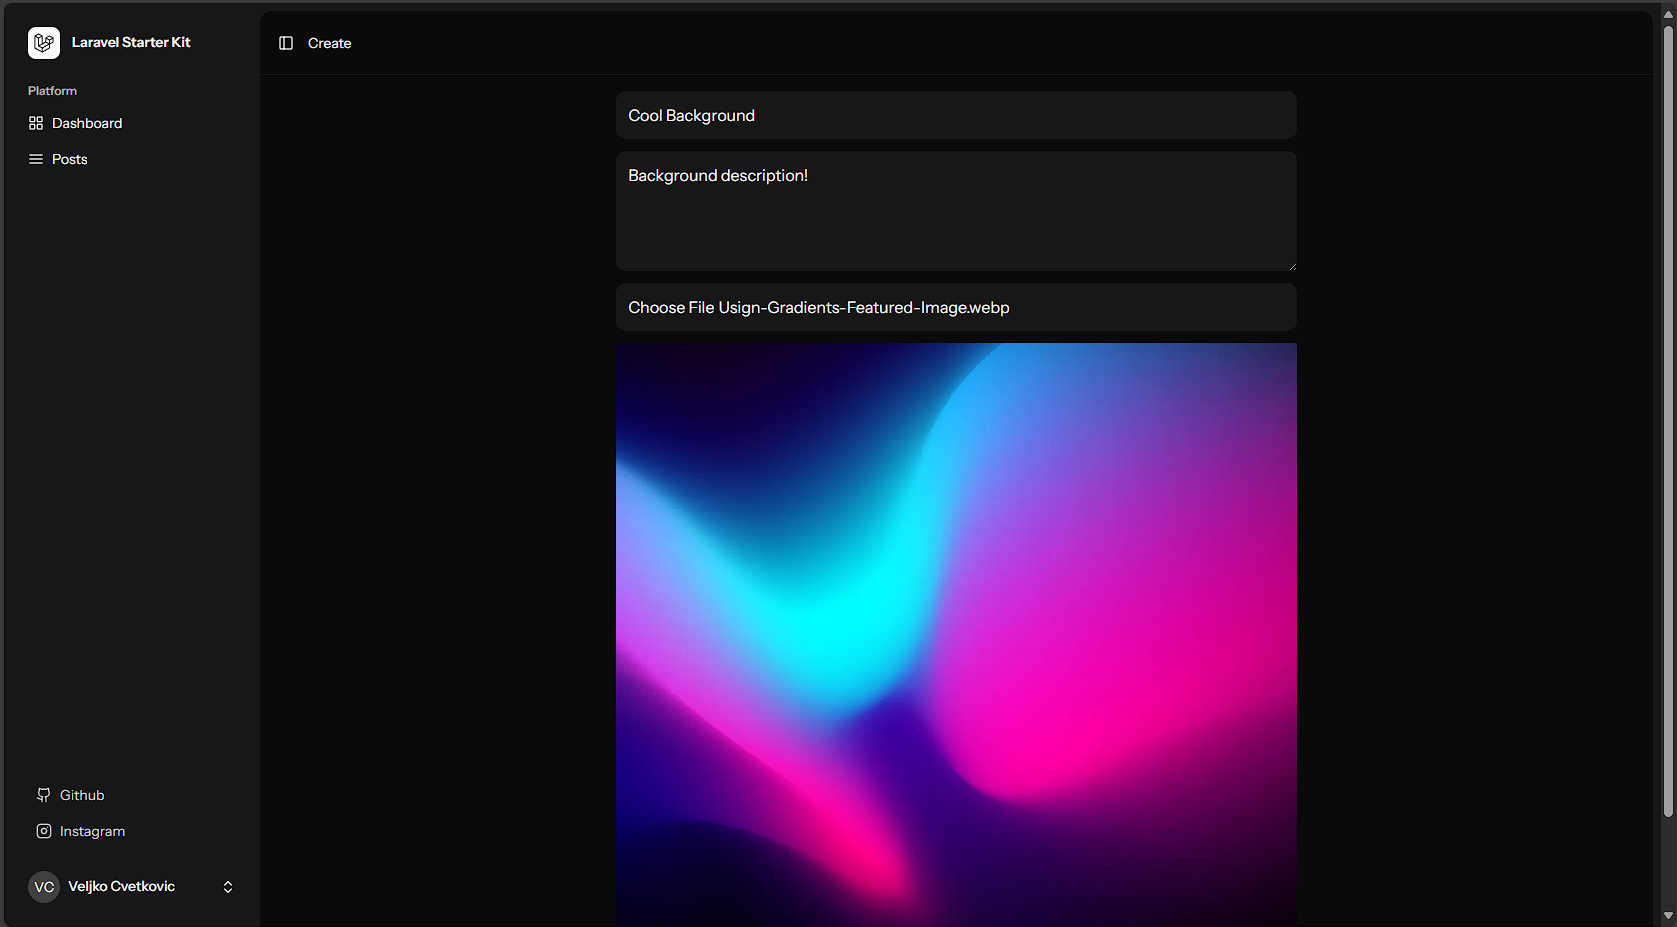 Laravel Starter Kit
Platform
Dashboard
Posts
Github
Instagram
VC Veljko Cvetkovic
Create
Cool Background
Background description!
Choose File Usign-Gradients-Featured-Image.webp